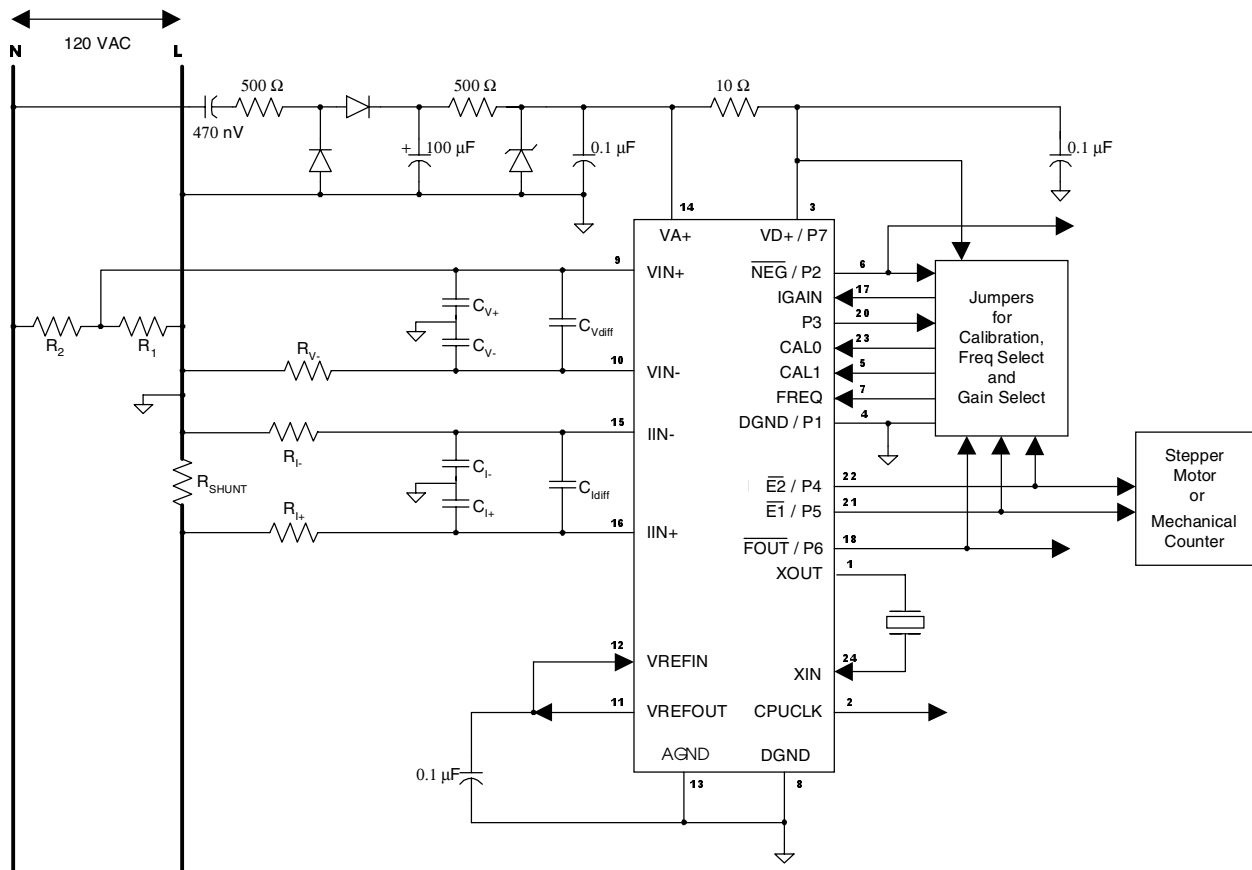 120 VAC
N
L
500 Ω
500 Ω
10 Ω
470 nV
+
100 µF
0.1 µF
0.1 µF
14
3
VA+
VD+ / P7
9
VIN+
NEG / P2
6
IGAIN
17
P3
20
CAL0
23
CAL1
5
FREQ
7
DGND / P1
4
Jumpers
for
Calibration,
Freq Select
and
Gain Select
CV+
CV-
CVdiff
R2
R1
RV-
10
VIN-
15
IIN-
RI-
CI-
CI+
CIdiff
RSHUNT
RI+
16
IIN+
E2 / P4
22
E1 / P5
21
FOUT / P6
18
Stepper
Motor
or
Mechanical
Counter
XOUT
1
XIN
24
12
VREFIN
11
VREFOUT
CPUCLK
2
0.1 µF
AGND
DGND
13
8